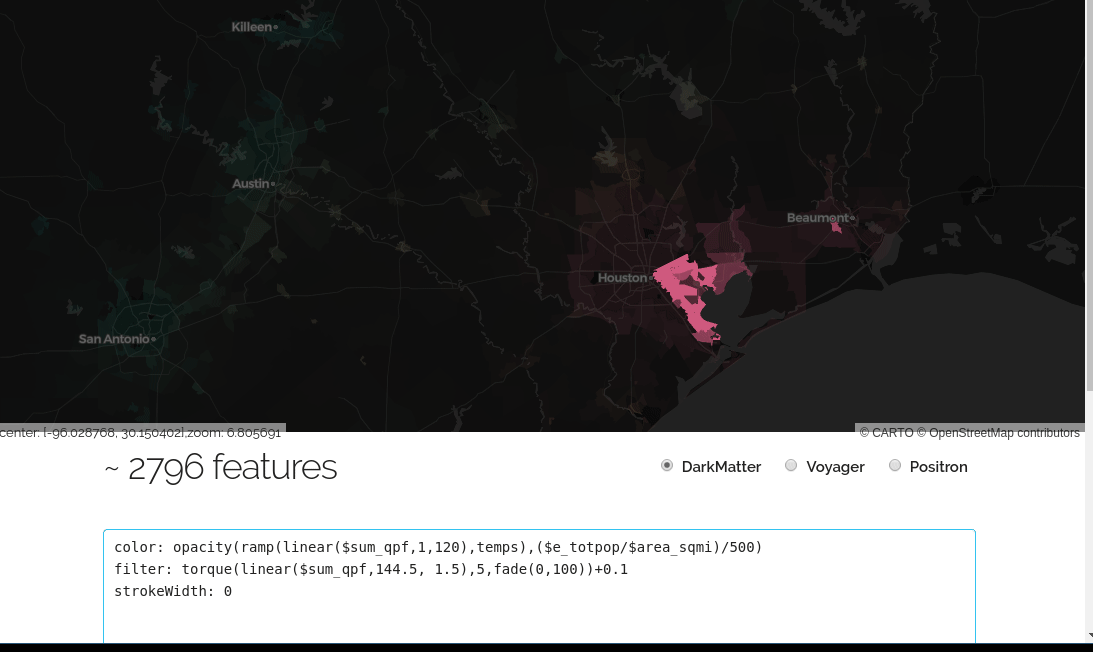 Killeen
Austin
Beaumont
Houston
San Antonio
center: [-96.028768, 30.150402],zoom: 6.805691
© CARTO © OpenStreetMap contributors
~ 2796 features
DarkMatter Voyager Positron
color: opacity(ramp(linear($sum_qpf,1,120),temps),($e_totpop/$area_sqmi)/500)
filter: torque(linear($sum_qpf,144.5, 1.5),5,fade(0,100))+0.1
strokeWidth: 0